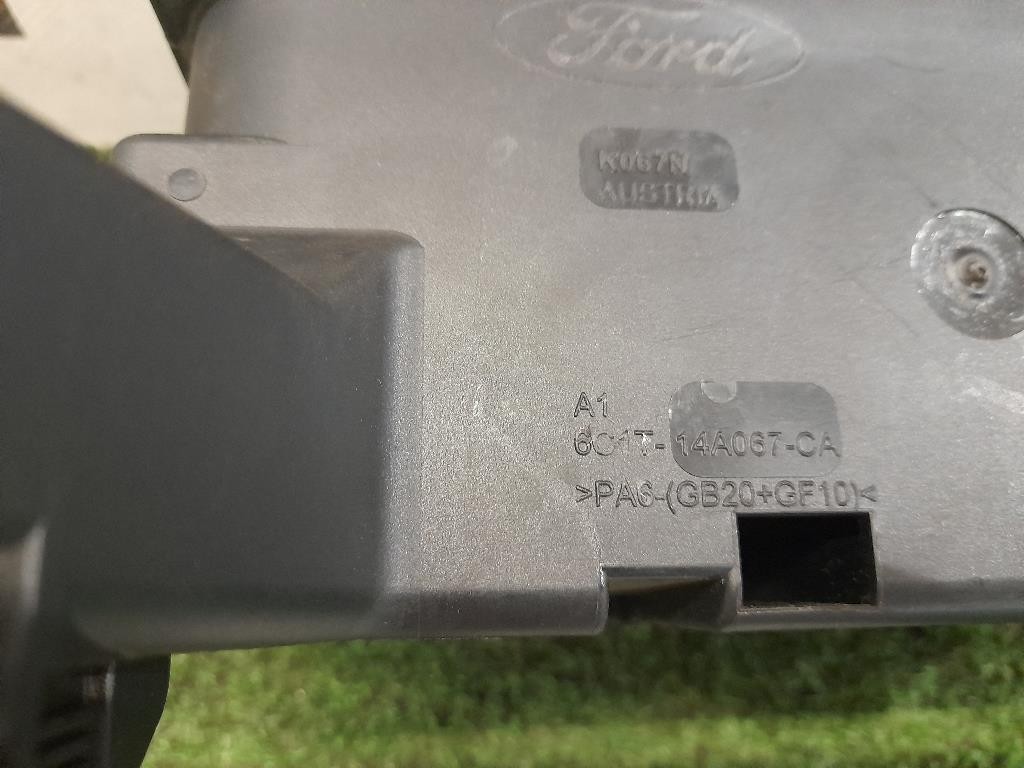 Ford
K067N
AUSTRIA
A1
6C1T-14A067-CA
>PA6-(GB20+GF10)<